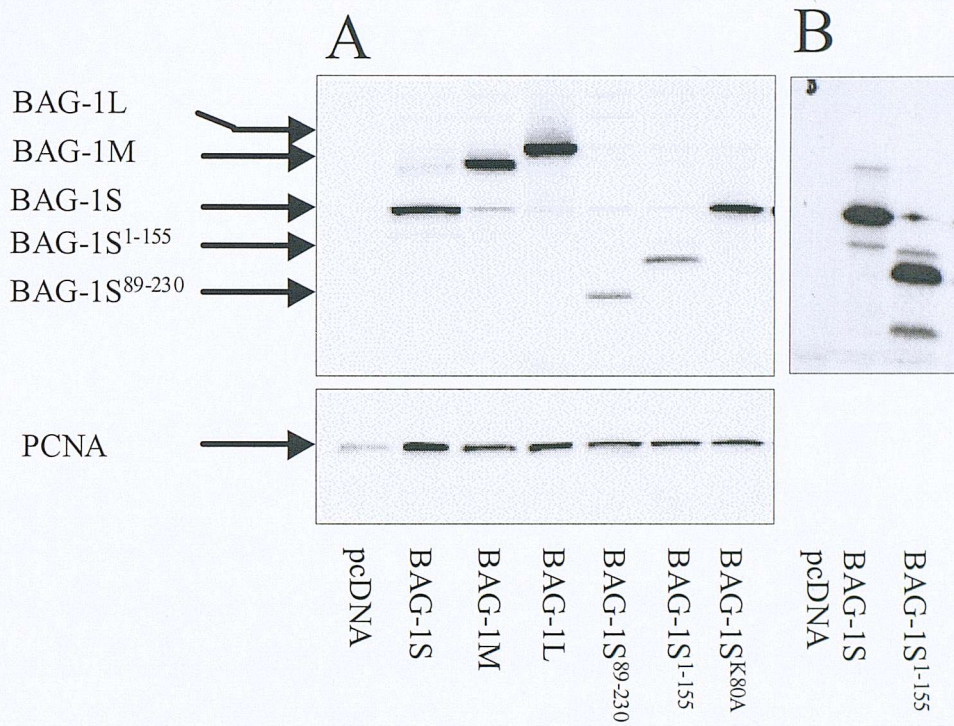 A
B
BAG-1L
BAG-1M
BAG-1S
BAG-1S1-155
BAG-1S89-230
PCNA
pcDNA
BAG-1S
BAG-1M
BAG-1L
BAG-1S89-230
BAG-1S1-155
BAG-1SK80A
pcDNA
BAG-1S
BAG-1S1-155